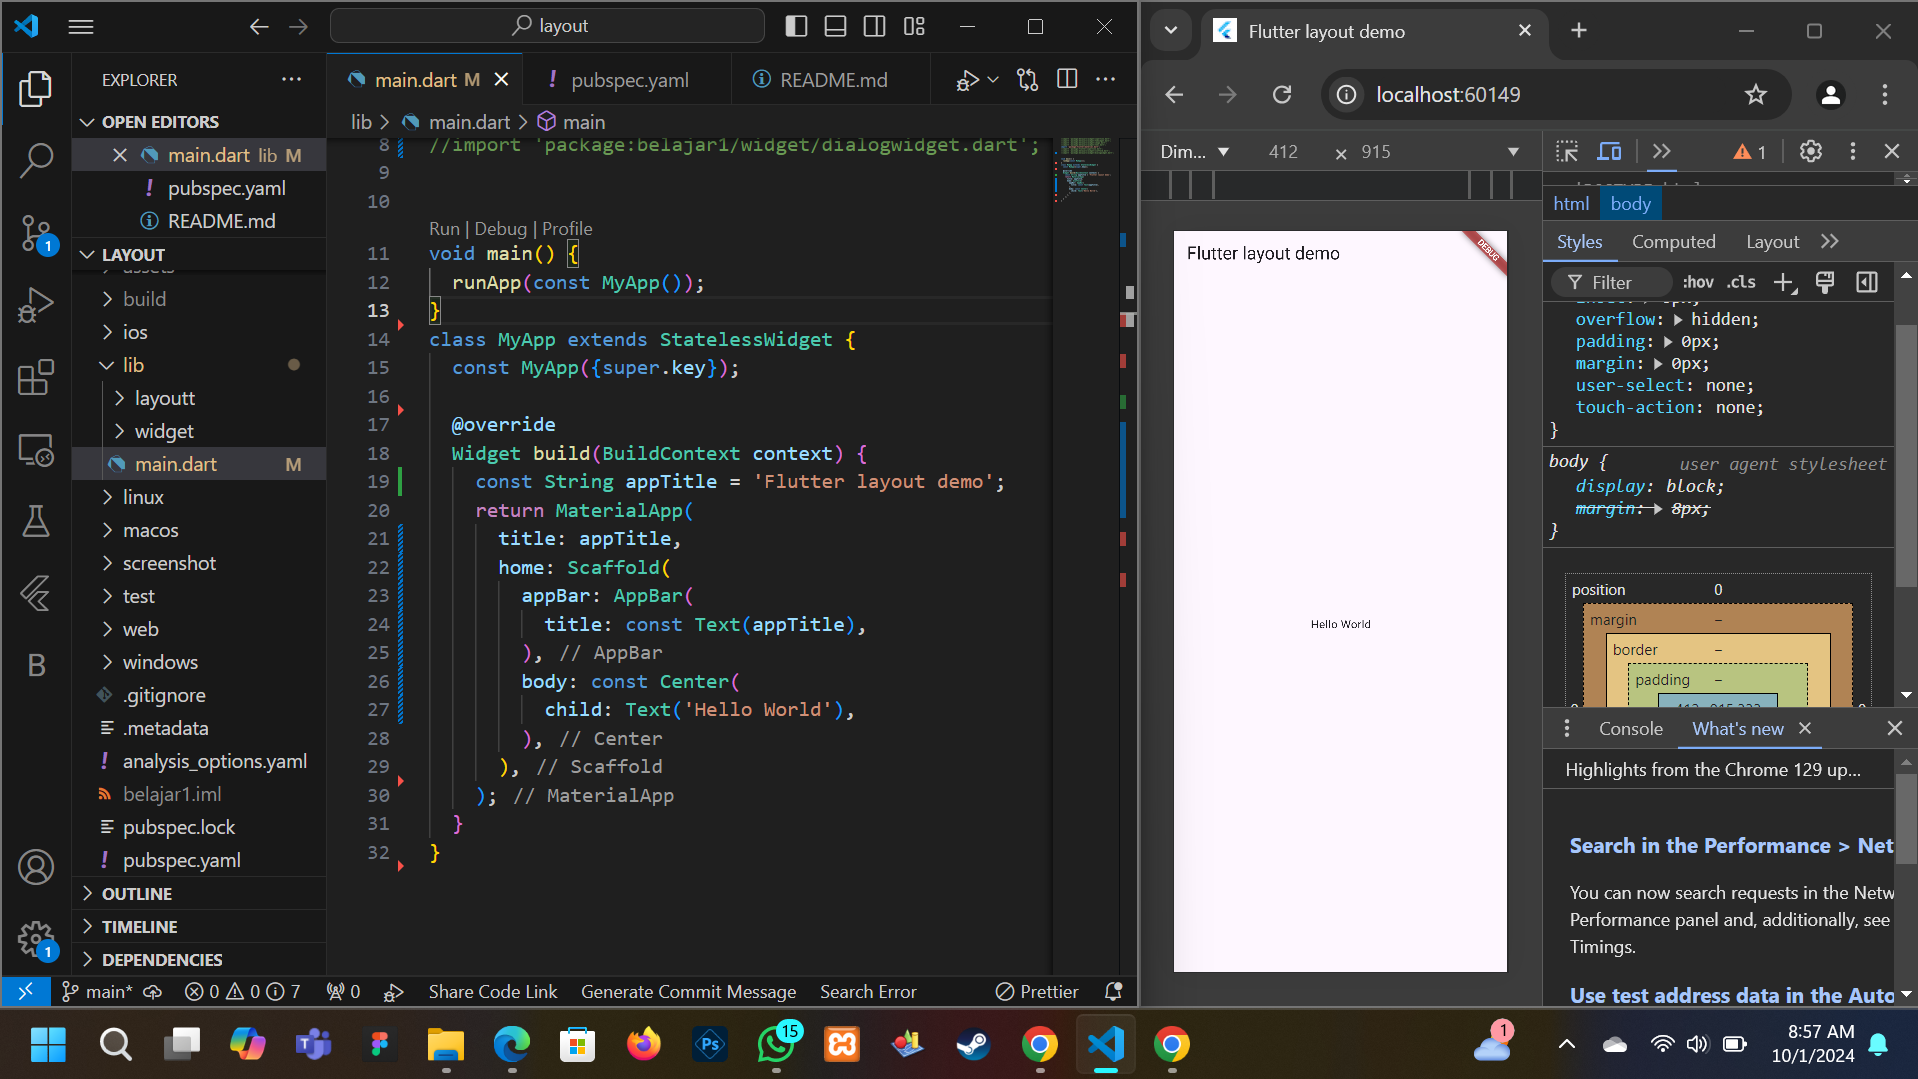 layout
EXPLORER
OPEN EDITORS
main.dart lib M
pubspec.yaml
README.md
LAYOUT
assets
build
ios
lib
layoutt
widget
main.dart M
linux
macos
screenshot
test
web
windows
.gitignore
.metadata
analysis_options.yaml
belajar1.iml
pubspec.lock
pubspec.yaml
OUTLINE
TIMELINE
DEPENDENCIES
1
B
1
main.dart M
pubspec.yaml
README.md
lib > main.dart > main
8 //import 'package:belajar1/widget/dialogwidget.dart';
9
10
Run | Debug | Profile
11 void main() {
12 runApp(const MyApp());
13 }
14 class MyApp extends StatelessWidget {
15 const MyApp({super.key});
16
17 @override
18 Widget build(BuildContext context) {
19 const String appTitle = 'Flutter layout demo';
20 return MaterialApp(
21 title: appTitle,
22 home: Scaffold(
23 appBar: AppBar(
24 title: const Text(appTitle),
25 ), // AppBar
26 body: const Center(
27 child: Text('Hello World'),
28 ), // Center
29 ), // Scaffold
30 ); // MaterialApp
31 }
32 }
main* 0 0 7 0 Share Code Link Generate Commit Message Search Error Prettier
Flutter layout demo
localhost:60149
Dim... 412 × 915
1
Flutter layout demo
DEBUG
Hello World
html body
Styles Computed Layout
Filter :hov .cls
overflow: hidden;
padding: 0px;
margin: 0px;
user-select: none;
touch-action: none;
}
body { user agent stylesheet
display: block;
margin: 8px;
}
position 0
margin –
border –
padding –
Console What's new
Highlights from the Chrome 129 up...
Search in the Performance > Net
You can now search requests in the Netw
Performance panel and, additionally, see
Timings.
Use test address data in the Auto
T
Ps
15
1
8:57 AM
10/1/2024